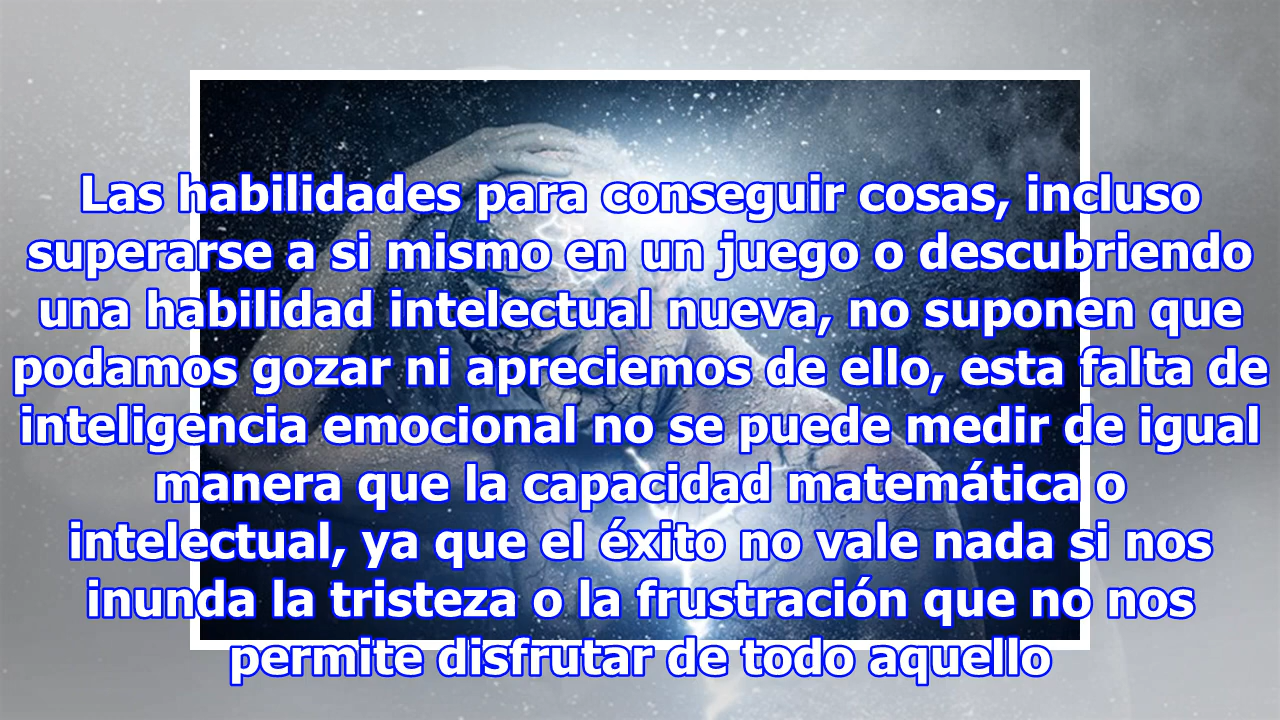 Las habilidades para conseguir cosas, incluso
superarse a si mismo en un juego o descubriendo
una habilidad intelectual nueva, no suponen que
podamos gozar ni apreciemos de ello, esta falta de
inteligencia emocional no se puede medir de igual
manera que la capacidad matemática o
intelectual, ya que el éxito no vale nada si nos
inunda la tristeza o la frustración que no nos
permite disfrutar de todo aquello